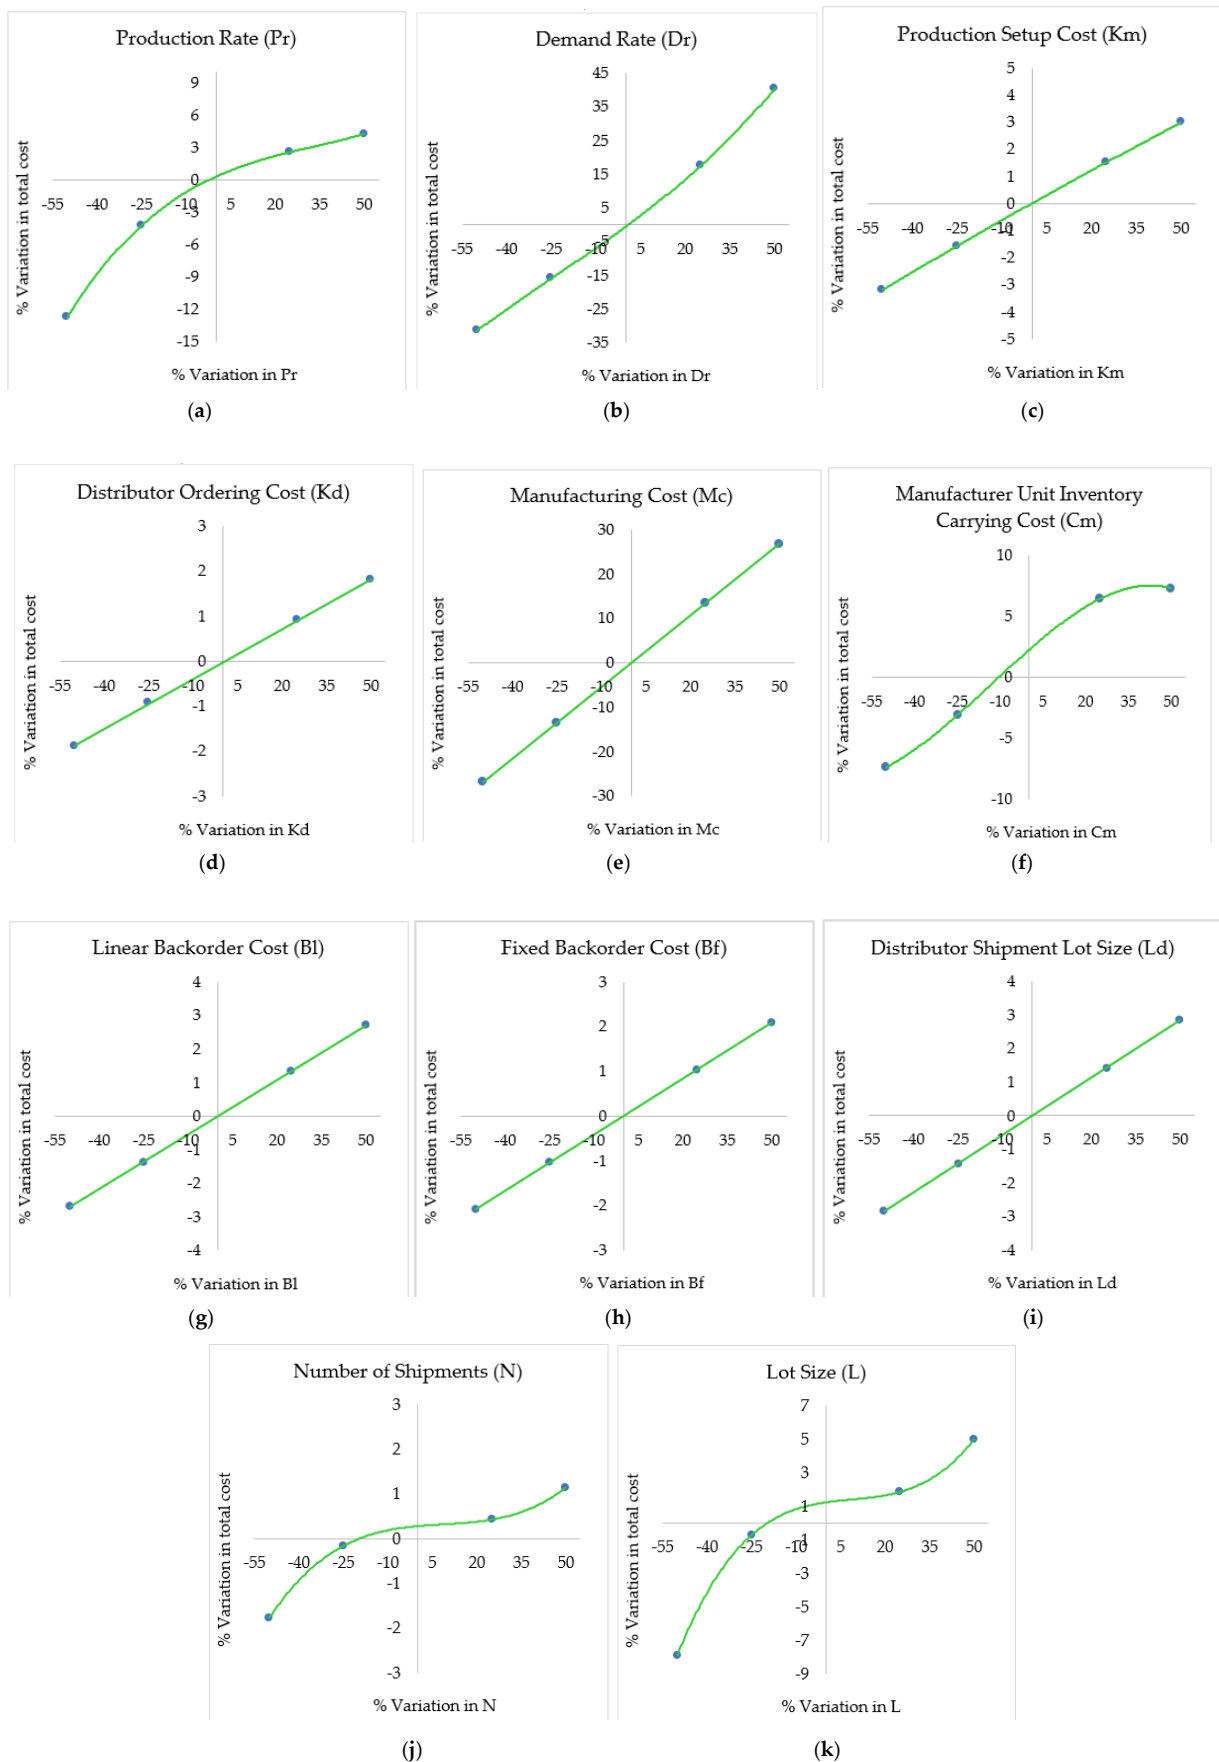 Production Rate (Pr)
9
6
3
0
-55 -40 -25 -10 5 20 35 50
-3
-6
-9
-12
-15
% Variation in total cost
% Variation in Pr
(a)
Demand Rate (Dr)
45
35
25
15
5
-55 -40 -25 -10 5 20 35 50
-5
-15
-25
-35
% Variation in total cost
% Variation in Dr
(b)
Production Setup Cost (Km)
5
4
3
2
1
0
-55 -40 -25 -10 5 20 35 50
-1
-2
-3
-4
-5
% Variation in total cost
% Variation in Km
(c)
Distributor Ordering Cost (Kd)
3
2
1
0
-55 -40 -25 -10 5 20 35 50
-1
-2
-3
% Variation in total cost
% Variation in Kd
(d)
Manufacturing Cost (Mc)
30
20
10
0
-55 -40 -25 -10 5 20 35 50
-10
-20
-30
% Variation in total cost
% Variation in Mc
(e)
Manufacturer Unit Inventory
Carrying Cost (Cm)
10
5
0
-55 -40 -25 -10 5 20 35 50
-5
-10
% Variation in total cost
% Variation in Cm
(f)
Linear Backorder Cost (Bl)
4
3
2
1
0
-55 -40 -25 -10 5 20 35 50
-1
-2
-3
-4
% Variation in total cost
% Variation in Bl
(g)
Fixed Backorder Cost (Bf)
3
2
1
0
-55 -40 -25 -10 5 20 35 50
-1
-2
-3
% Variation in total cost
% Variation in Bf
(h)
Distributor Shipment Lot Size (Ld)
4
3
2
1
0
-55 -40 -25 -10 5 20 35 50
-1
-2
-3
-4
% Variation in total cost
% Variation in Ld
(i)
Number of Shipments (N)
3
2
1
0
-55 -40 -25 -10 5 20 35 50
-1
-2
-3
% Variation in total cost
% Variation in N
(j)
Lot Size (L)
7
5
3
1
-1
-55 -40 -25 -10 5 20 35 50
-3
-5
-7
-9
% Variation in total cost
% Variation in L
(k)